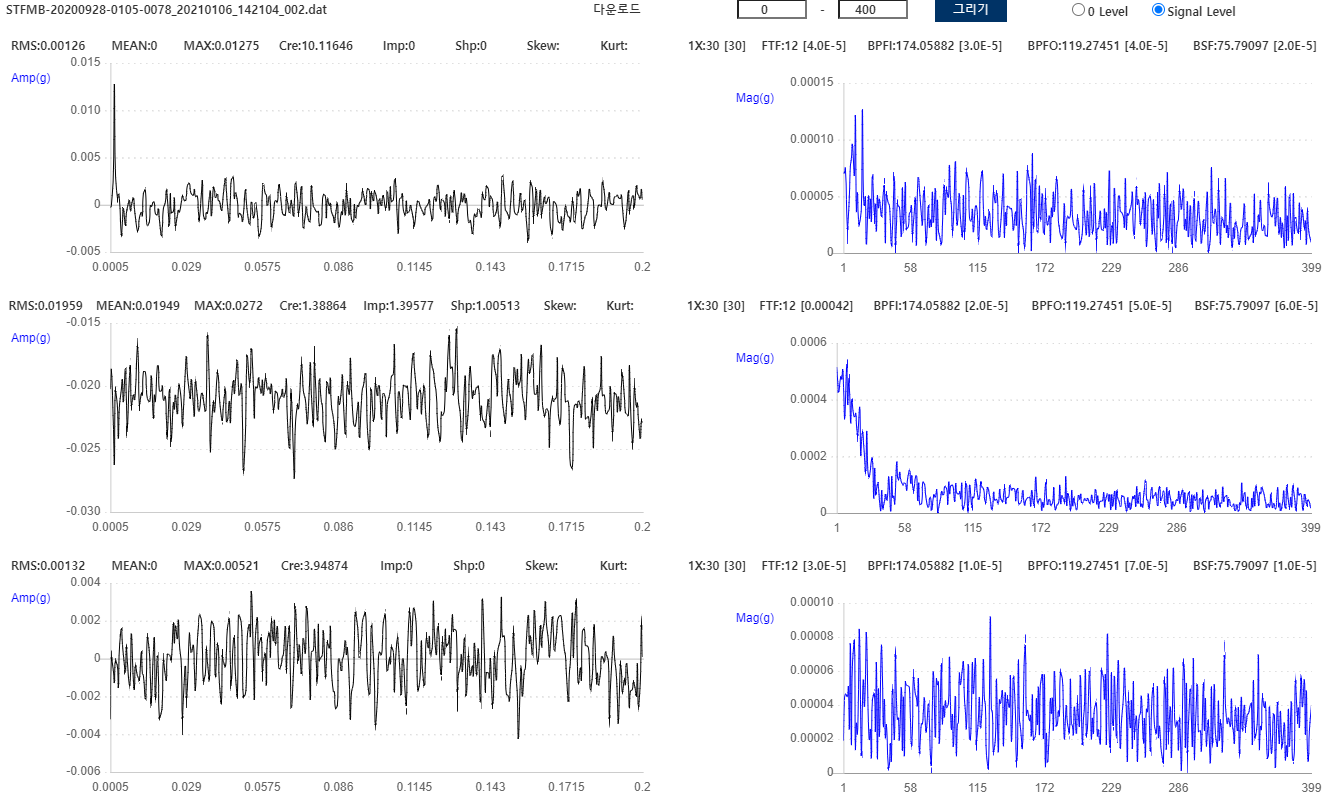 STFMB-20200928-0105-0078_20210106_142104_002.dat 다운로드 0 - 400 그리기 0 Level Signal Level
RMS:0.00126 MEAN:0 MAX:0.01275 Cre:10.11646 Imp:0 Shp:0 Skew: Kurt:
Amp(g)
0.015
0.010
0.005
0
-0.005
0.0005 0.029 0.0575 0.086 0.1145 0.143 0.1715 0.2
1X:30 [30] FTF:12 [4.0E-5] BPFI:174.05882 [3.0E-5] BPFO:119.27451 [4.0E-5] BSF:75.79097 [2.0E-5]
Mag(g)
0.00015
0.00010
0.00005
0
1 58 115 172 229 286 399
RMS:0.01959 MEAN:0.01949 MAX:0.0272 Cre:1.38864 Imp:1.39577 Shp:1.00513 Skew: Kurt:
Amp(g)
-0.015
-0.020
-0.025
-0.030
0.0005 0.029 0.0575 0.086 0.1145 0.143 0.1715 0.2
1X:30 [30] FTF:12 [0.00042] BPFI:174.05882 [2.0E-5] BPFO:119.27451 [5.0E-5] BSF:75.79097 [6.0E-5]
Mag(g)
0.0006
0.0004
0.0002
0
1 58 115 172 229 286 399
RMS:0.00132 MEAN:0 MAX:0.00521 Cre:3.94874 Imp:0 Shp:0 Skew: Kurt:
Amp(g)
0.004
0.002
0
-0.002
-0.004
-0.006
0.0005 0.029 0.0575 0.086 0.1145 0.143 0.1715 0.2
1X:30 [30] FTF:12 [3.0E-5] BPFI:174.05882 [1.0E-5] BPFO:119.27451 [7.0E-5] BSF:75.79097 [1.0E-5]
Mag(g)
0.00010
0.00008
0.00006
0.00004
0.00002
0
1 58 115 172 229 286 399